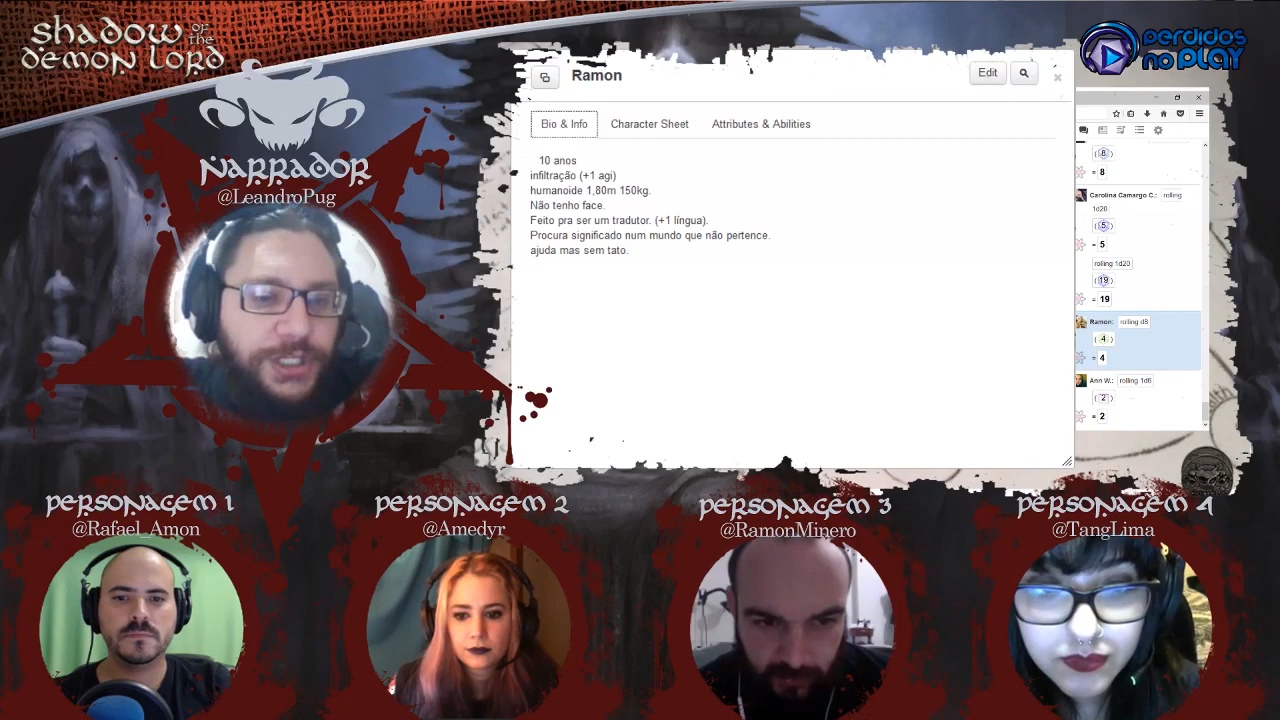 SHADOW OF THE DEMON LORD
PERDIDOS NO PLAY
NARRADOR
@LeandroPug
Ramon
Edit
Bio & Info
Character Sheet
Attributes & Abilities
10 anos
infiltração (+1 agi)
humanoide 1,80m 150kg.
Não tenho face.
Feito pra ser um tradutor. (+1 língua).
Procura significado num mundo que não pertence.
ajuda mas sem tato.
(8)
= 8
Carolina Camargo C.: rolling
1d20
(5)
= 5
rolling 1d20
(19)
= 19
Ramon: rolling d8
(4)
= 4
Ann W.: rolling 1d6
(2)
= 2
PERSONAGEM 1
@Rafael_Amon
PERSONAGEM 2
@Amedyr
PERSONAGEM 3
@RamonMinero
PERSONAGEM 4
@TangLima